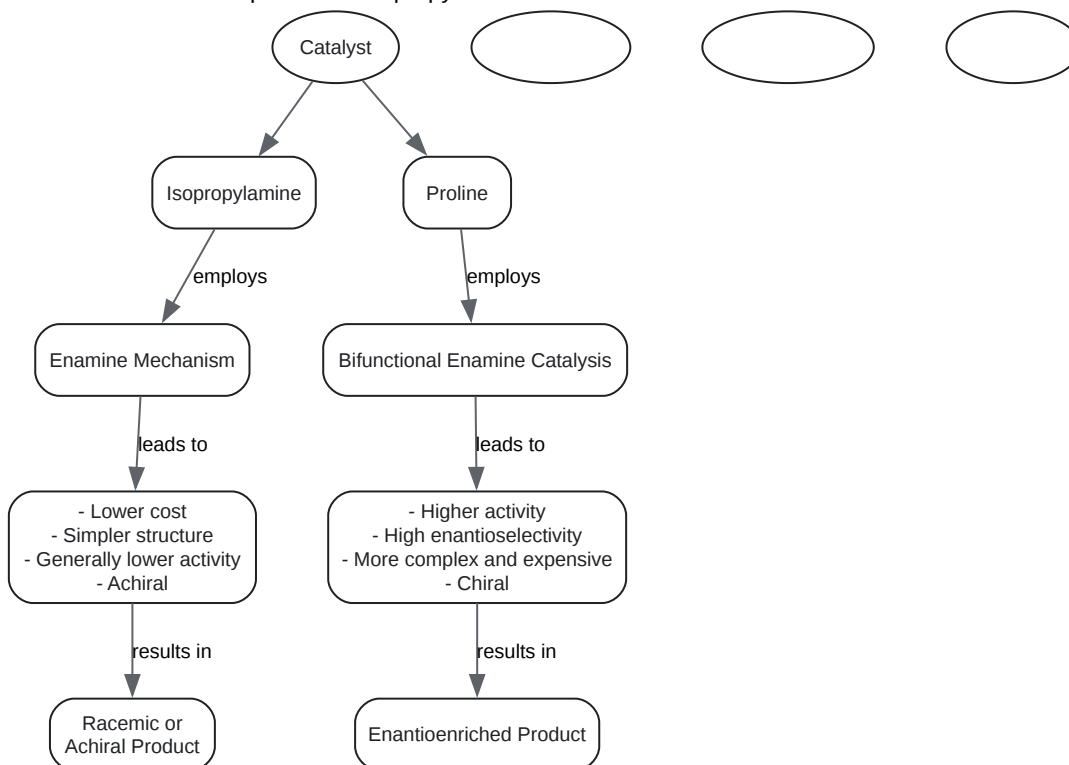 Catalyst
Isopropylamine
Proline
employs
employs
Enamine Mechanism
Bifunctional Enamine Catalysis
leads to
leads to
- Lower cost
- Simpler structure
- Generally lower activity
- Achiral
- Higher activity
- High enantioselectivity
- More complex and expensive
- Chiral
results in
results in
Racemic or
Achiral Product
Enantioenriched Product